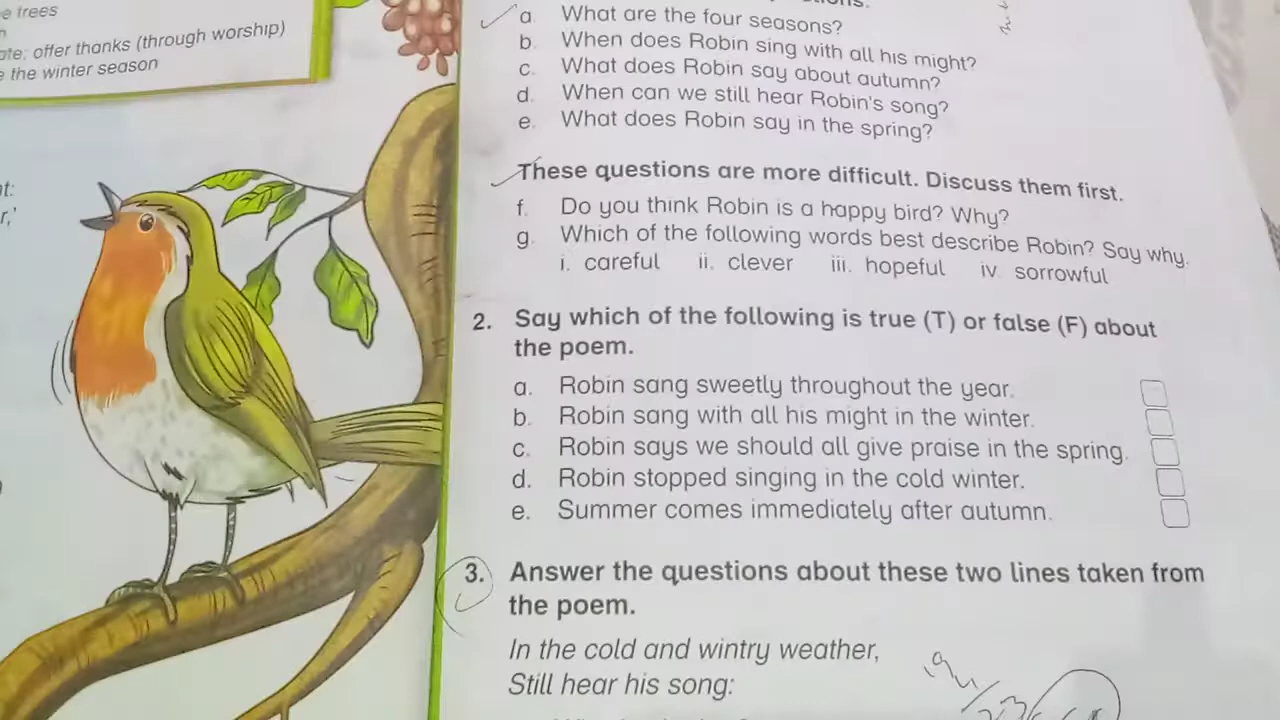 e trees
ate; offer thanks (through worship)
e the winter season
a. What are the four seasons?
b. When does Robin sing with all his might?
c. What does Robin say about autumn?
d. When can we still hear Robin's song?
e. What does Robin say in the spring?
These questions are more difficult. Discuss them first.
f. Do you think Robin is a happy bird? Why?
g. Which of the following words best describe Robin? Say why.
i. careful ii. clever iii. hopeful iv. sorrowful
2. Say which of the following is true (T) or false (F) about
the poem.
a. Robin sang sweetly throughout the year.
b. Robin sang with all his might in the winter.
c. Robin says we should all give praise in the spring.
d. Robin stopped singing in the cold winter.
e. Summer comes immediately after autumn.
3. Answer the questions about these two lines taken from
the poem.
In the cold and wintry weather,
Still hear his song: